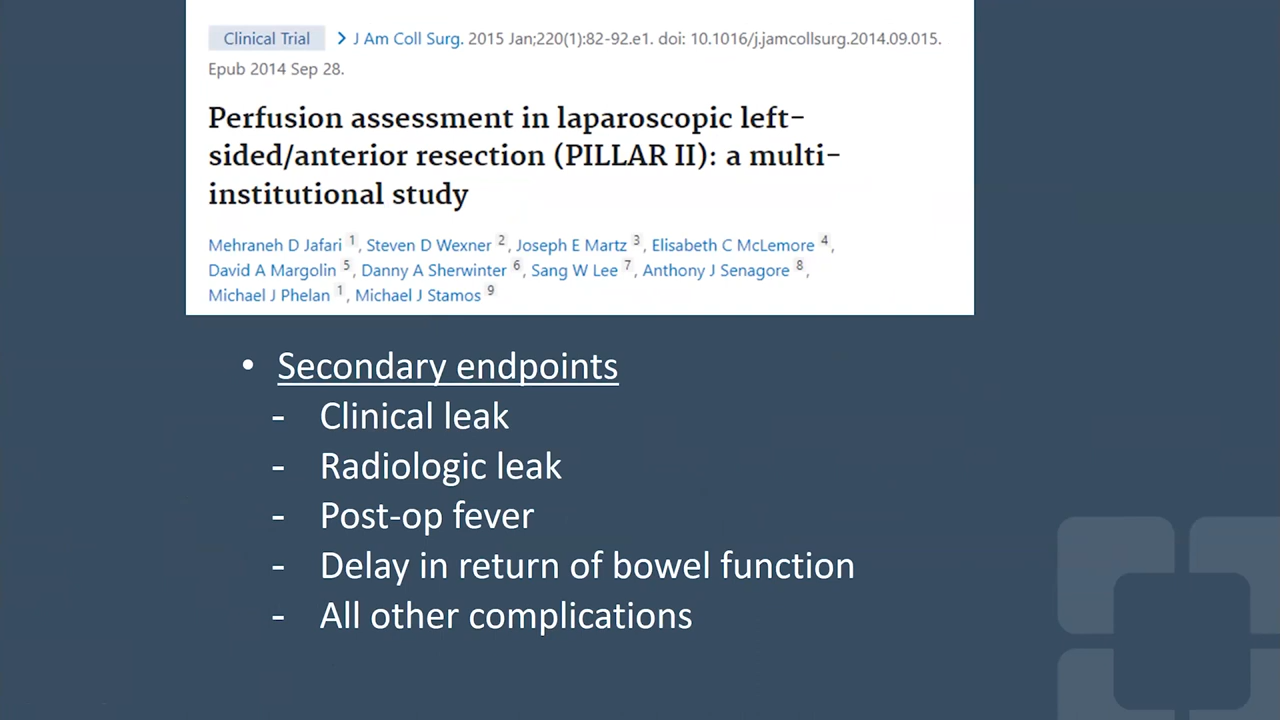 Clinical Trial > J Am Coll Surg. 2015 Jan;220(1):82-92.e1. doi: 10.1016/j.jamcollsurg.2014.09.015.
Epub 2014 Sep 28.
Perfusion assessment in laparoscopic left-
sided/anterior resection (PILLAR II): a multi-
institutional study
Mehraneh D Jafari 1, Steven D Wexner 2, Joseph E Martz 3, Elisabeth C McLemore 4,
David A Margolin 5, Danny A Sherwinter 6, Sang W Lee 7, Anthony J Senagore 8,
Michael J Phelan 1, Michael J Stamos 9
• Secondary endpoints
- Clinical leak
- Radiologic leak
- Post-op fever
- Delay in return of bowel function
- All other complications